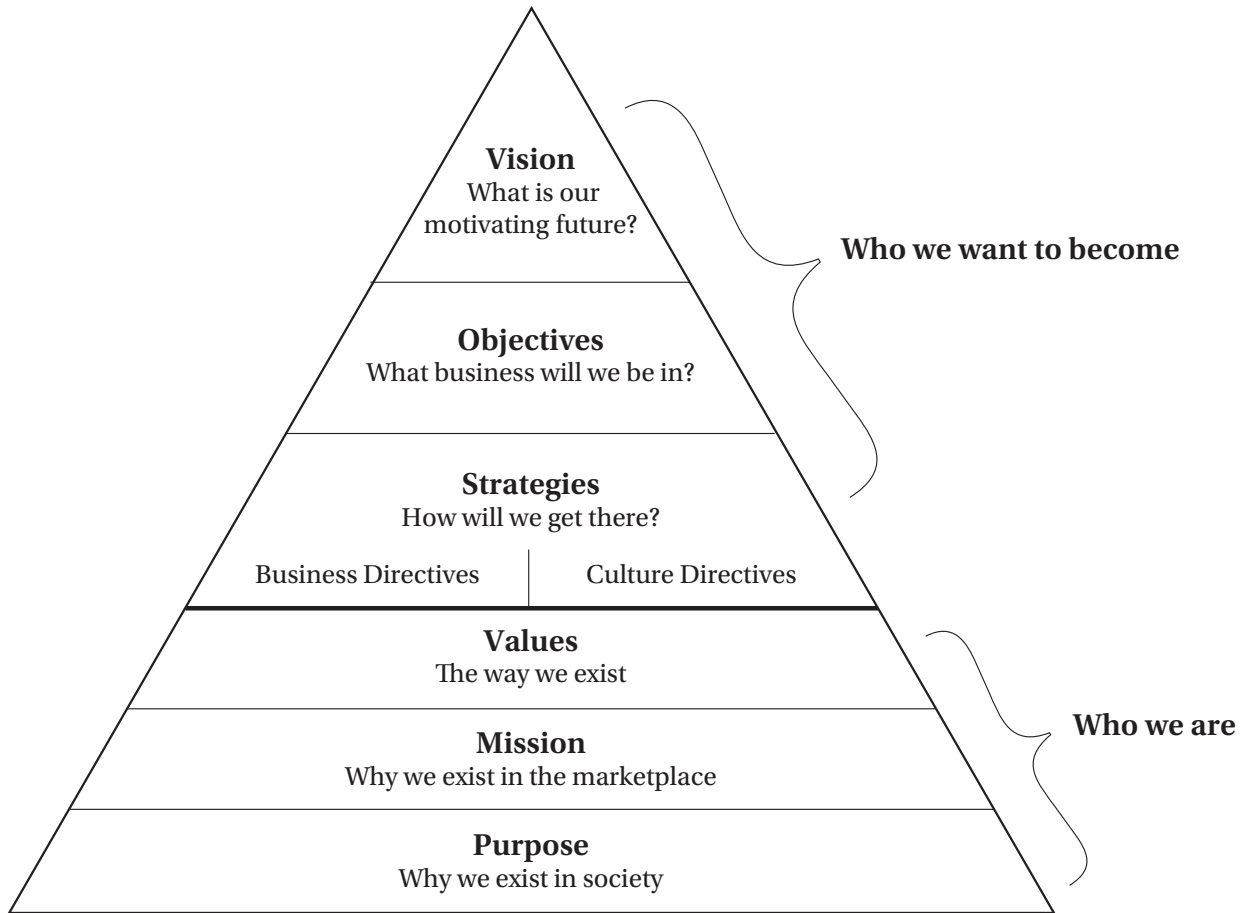 Vision
What is our
motivating future?
Who we want to become
Objectives
What business will we be in?
Strategies
How will we get there?
Business Directives
Culture Directives
Values
The way we exist
Who we are
Mission
Why we exist in the marketplace
Purpose
Why we exist in society